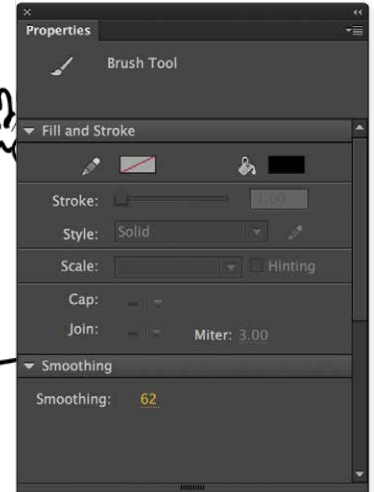 Properties
Brush Tool
Fill and Stroke
Stroke: 1.00
Style: Solid
Scale: Hinting
Cap:
Join: Miter: 3.00
Smoothing
Smoothing: 62